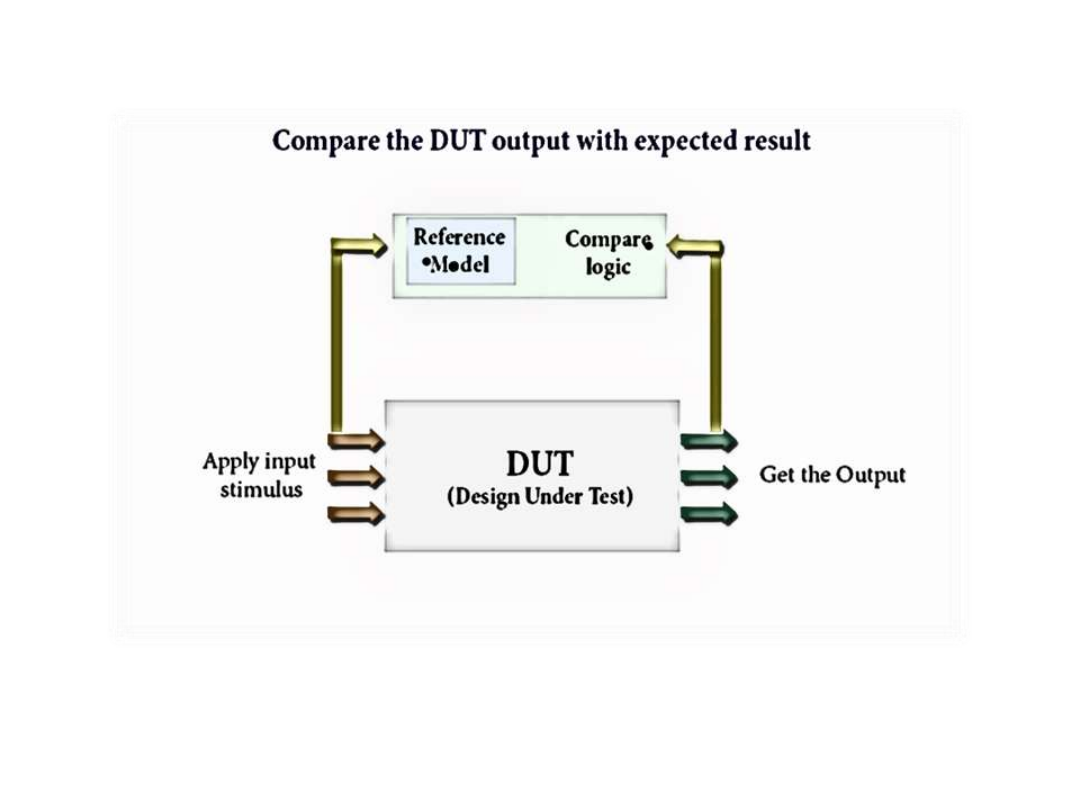 Compare the DUT output with expected result
Reference
•Model
Compare
logic
Apply input
stimulus
DUT
(Design Under Test)
Get the Output